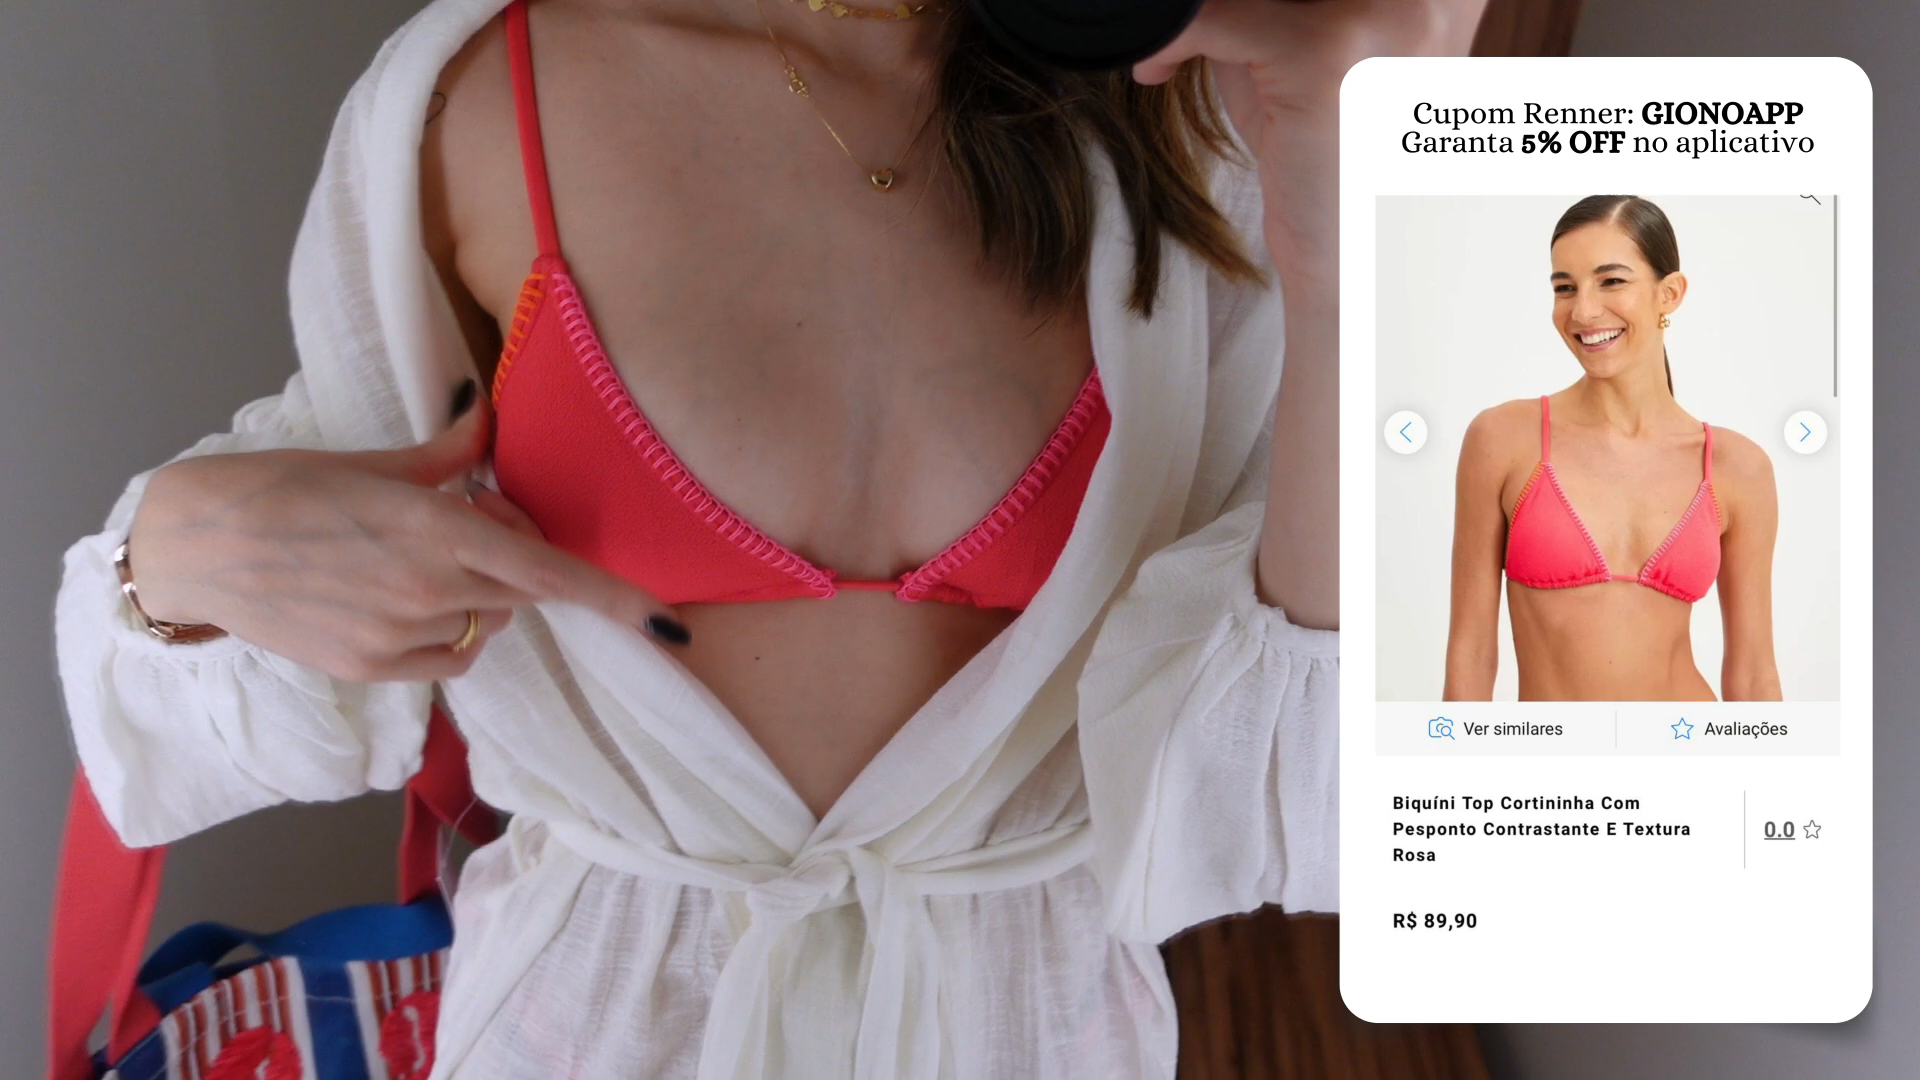 Cupom Renner: GIONOAPP
Garanta 5% OFF no aplicativo
Ver similares
Avaliações
Biquíni Top Cortininha Com
Pesponto Contrastante E Textura
Rosa
0.0
R$ 89,90